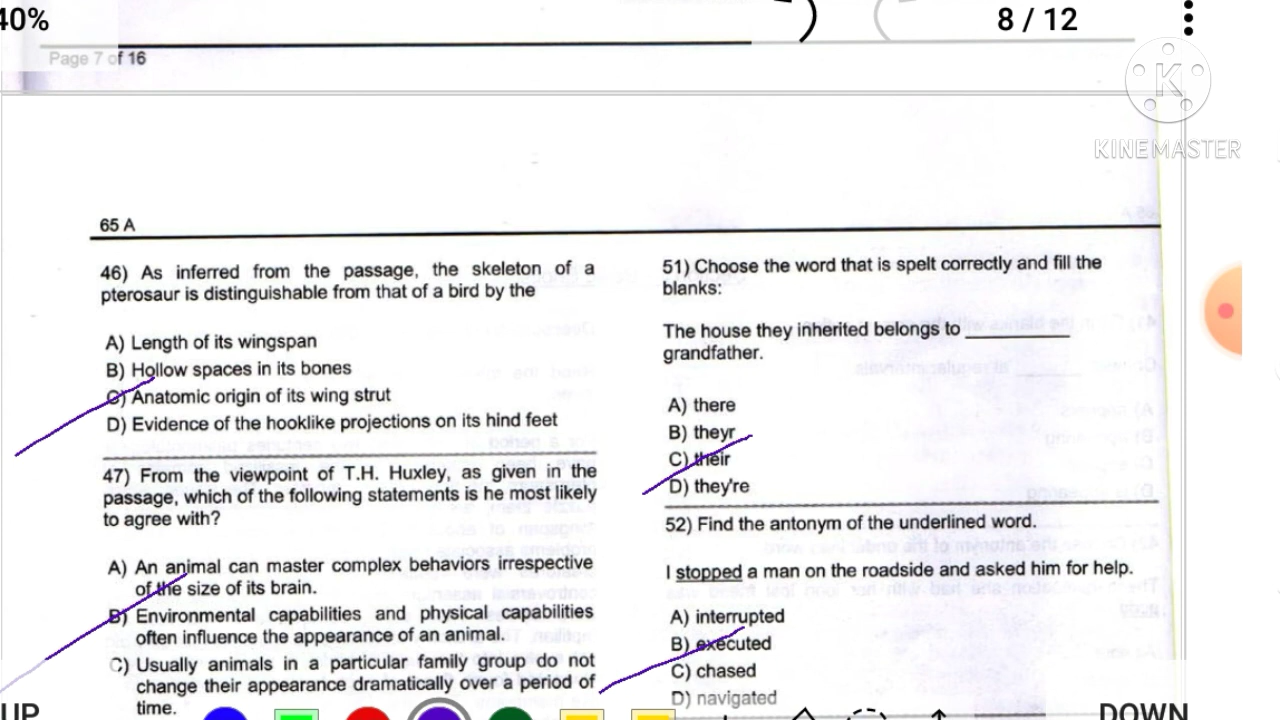 40%
8 / 12
Page 7 of 16
K
KINEMASTER
65 A
46) As inferred from the passage, the skeleton of a
pterosaur is distinguishable from that of a bird by the
A) Length of its wingspan
B) Hollow spaces in its bones
C) Anatomic origin of its wing strut
D) Evidence of the hooklike projections on its hind feet
47) From the viewpoint of T.H. Huxley, as given in the
passage, which of the following statements is he most likely
to agree with?
A) An animal can master complex behaviors irrespective
of the size of its brain.
B) Environmental capabilities and physical capabilities
often influence the appearance of an animal.
C) Usually animals in a particular family group do not
change their appearance dramatically over a period of
time.
51) Choose the word that is spelt correctly and fill the
blanks:
The house they inherited belongs to __________
grandfather.
A) there
B) theyr
C) their
D) they're
52) Find the antonym of the underlined word.
I stopped a man on the roadside and asked him for help.
A) interrupted
B) executed
C) chased
D) navigated
UP
DOWN